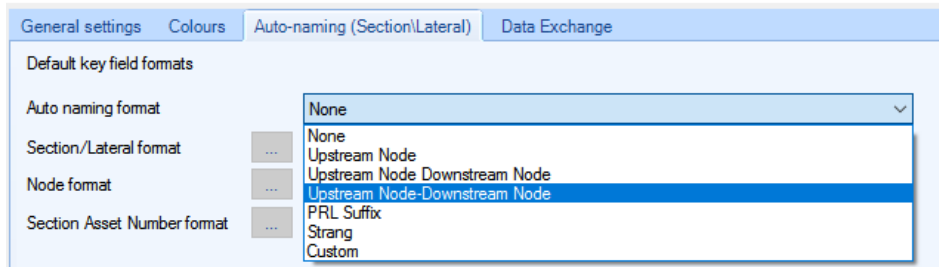 General settings Colours Auto-naming (Section\Lateral) Data Exchange
Default key field formats
Auto naming format None
None
Section/Lateral format ... Upstream Node
Upstream Node Downstream Node
Node format ... Upstream Node-Downstream Node
PRL Suffix
Section Asset Number format ... Strang
Custom